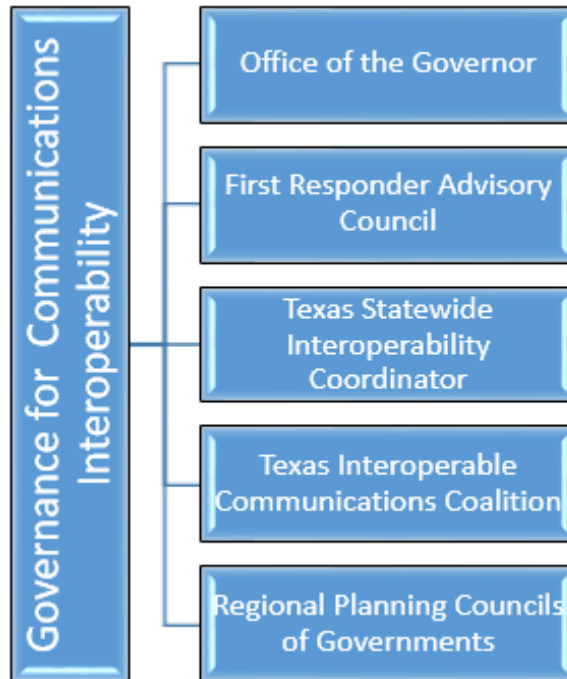 Governance for Communications
Interoperability
Office of the Governor
First Responder Advisory
Council
Texas Statewide
Interoperability
Coordinator
Texas Interoperable
Communications Coalition
Regional Planning Councils
of Governments